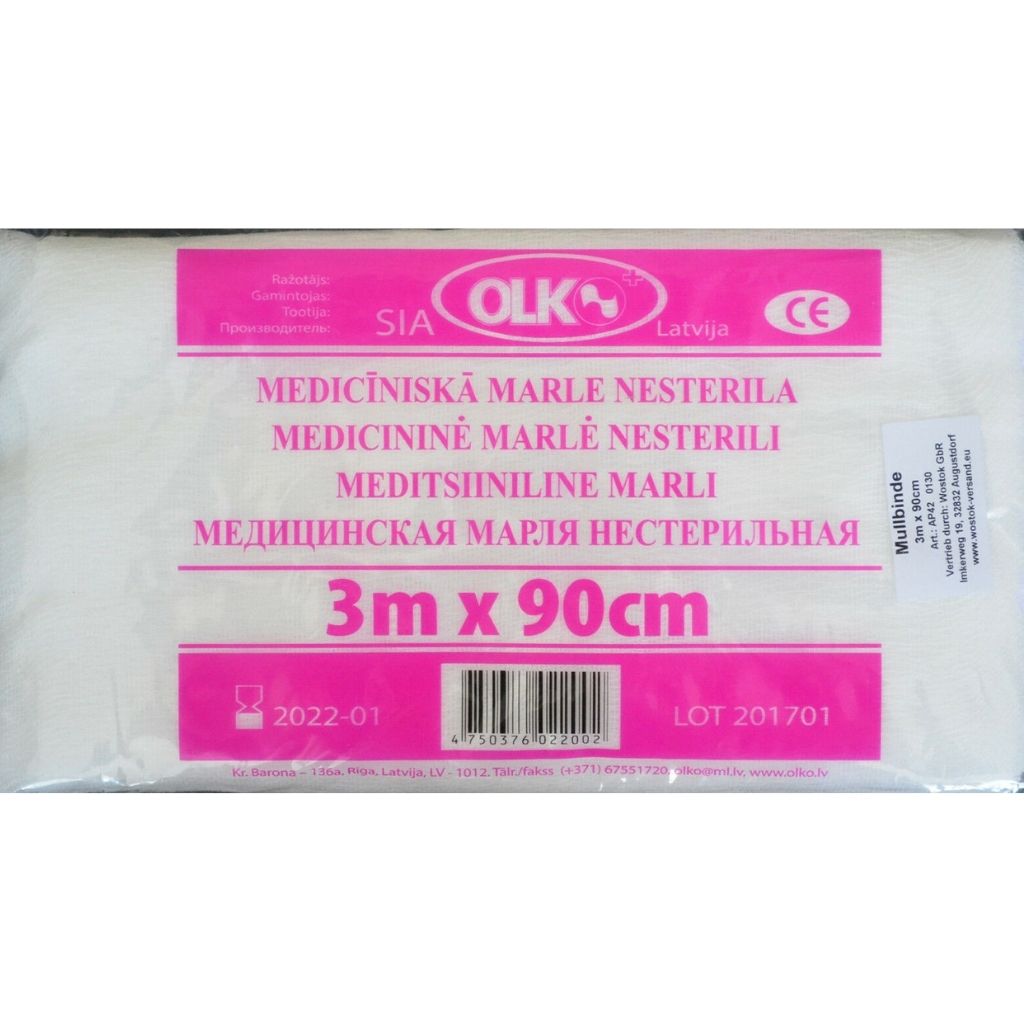 Ražotājs:
Gamintojas:
Tootija:
Производитель:
SIA OLKO+ Latvija
CE
MEDICĪNISKĀ MARLE NESTERILA
MEDICININĖ MARLĖ NESTERILI
MEDITSIINILINE MARLI
МЕДИЦИНСКАЯ МАРЛЯ НЕСТЕРИЛЬНАЯ
3m x 90cm
2022-01
4 750376 022002
LOT 201701
Kr. Barona – 136a, Riga, Latvija, LV - 1012. Tālr./fakss (+371) 67551720, olko@ml.lv, www.olko.lv
Mullbinde
3m x 90cm
Art.: AP42 0130
Vertrieb durch: Wostok GbR
Imkerweg 19, 32832 Augustdorf
www.wostok-versand.eu